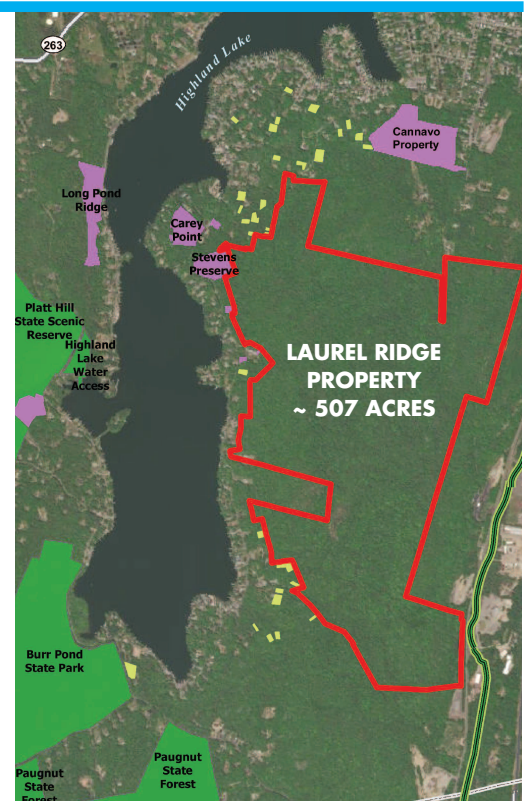 263
Highland Lake
Cannavo
Property
Long Pond
Ridge
Carey
Point
Stevens
Preserve
Platt Hill
State Scenic
Reserve
Highland
Lake
Water
Access
LAUREL RIDGE
PROPERTY
~ 507 ACRES
Burr Pond
State Park
Paugnut
State
Forest
Paugnut
State
Forest